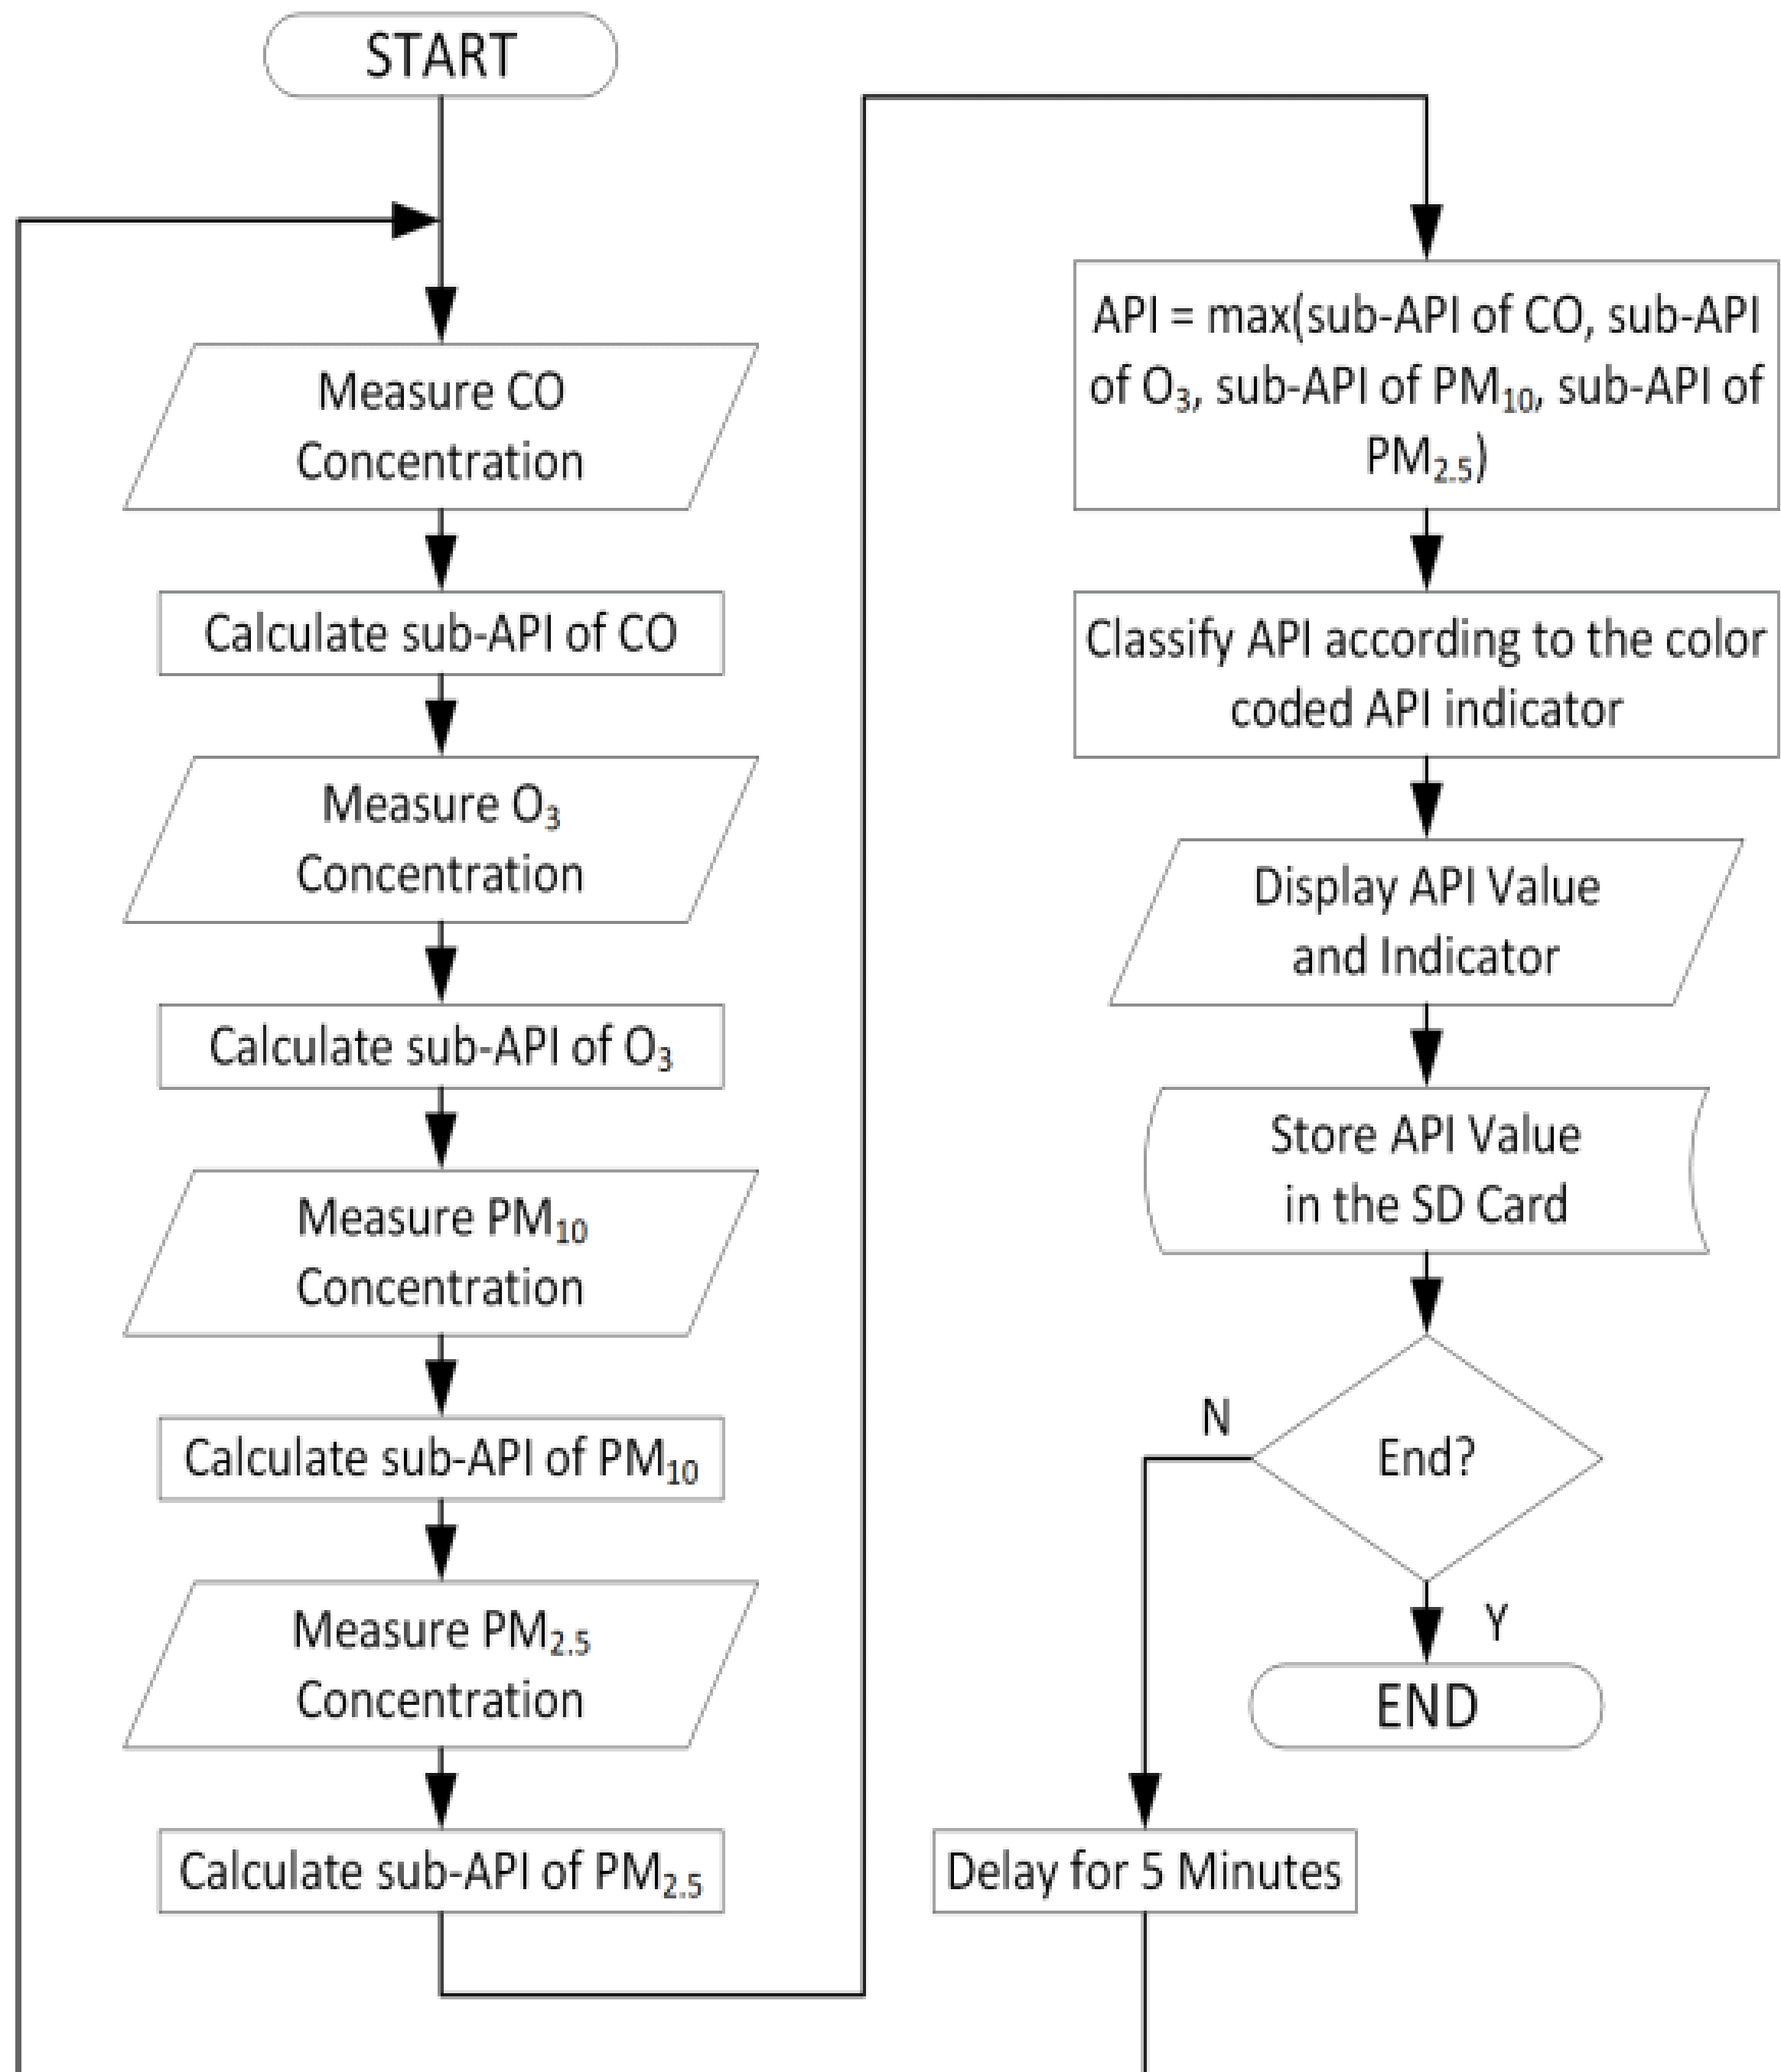 START
Measure CO
Concentration
Calculate sub-API of CO
Measure O₃
Concentration
Calculate sub-API of O₃
Measure PM₁₀
Concentration
Calculate sub-API of PM₁₀
Measure PM₂.₅
Concentration
Calculate sub-API of PM₂.₅
API = max(sub-API of CO, sub-API
of O₃, sub-API of PM₁₀, sub-API of
PM₂.₅)
Classify API according to the color
coded API indicator
Display API Value
and Indicator
Store API Value
in the SD Card
End?
N
Y
END
Delay for 5 Minutes